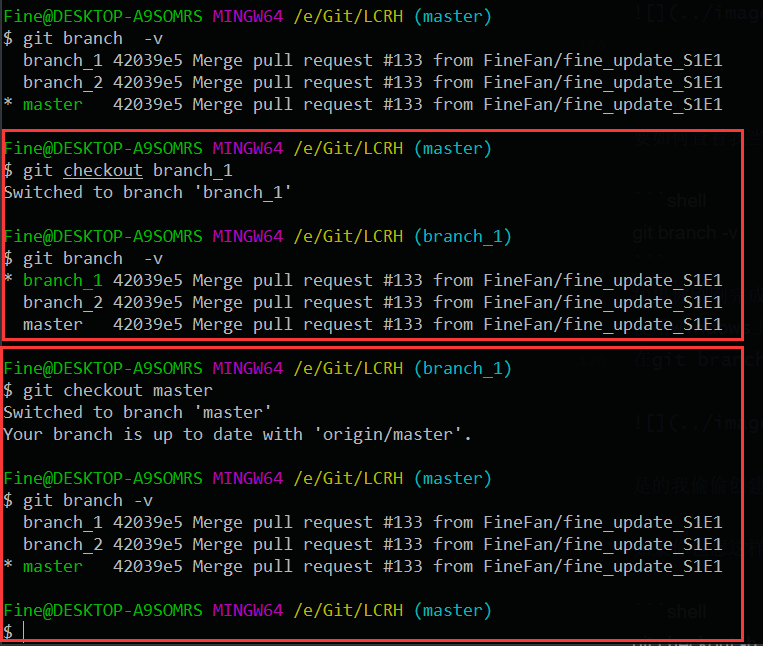 Fine@DESKTOP-A9SOMRS MINGW64 /e/Git/LCRH (master)
$ git branch  -v
  branch_1 42039e5 Merge pull request #133 from FineFan/fine_update_S1E1
  branch_2 42039e5 Merge pull request #133 from FineFan/fine_update_S1E1
* master   42039e5 Merge pull request #133 from FineFan/fine_update_S1E1
Fine@DESKTOP-A9SOMRS MINGW64 /e/Git/LCRH (master)
$ git checkout branch_1
Switched to branch 'branch_1'
``` shell
Fine@DESKTOP-A9SOMRS MINGW64 /e/Git/LCRH (branch_1)
git branch -v
$ git branch  -v
* branch_1 42039e5 Merge pull request #133 from FineFan/fine_update_S1E1
  branch_2 42039e5 Merge pull request #133 from FineFan/fine_update_S1E1
  master   42039e5 Merge pull request #133 from FineFan/fine_update_S1E1
Fine@DESKTOP-A9SOMRS MINGW64 /e/Git/LCRH (branch_1)
$ git checkout master
Switched to branch 'master'
Your branch is up to date with 'origin/master'.
Fine@DESKTOP-A9SOMRS MINGW64 /e/Git/LCRH (master)
$ git branch -v
  branch_1 42039e5 Merge pull request #133 from FineFan/fine_update_S1E1
  branch_2 42039e5 Merge pull request #133 from FineFan/fine_update_S1E1
* master   42039e5 Merge pull request #133 from FineFan/fine_update_S1E1
Fine@DESKTOP-A9SOMRS MINGW64 /e/Git/LCRH (master)
``` shell
$